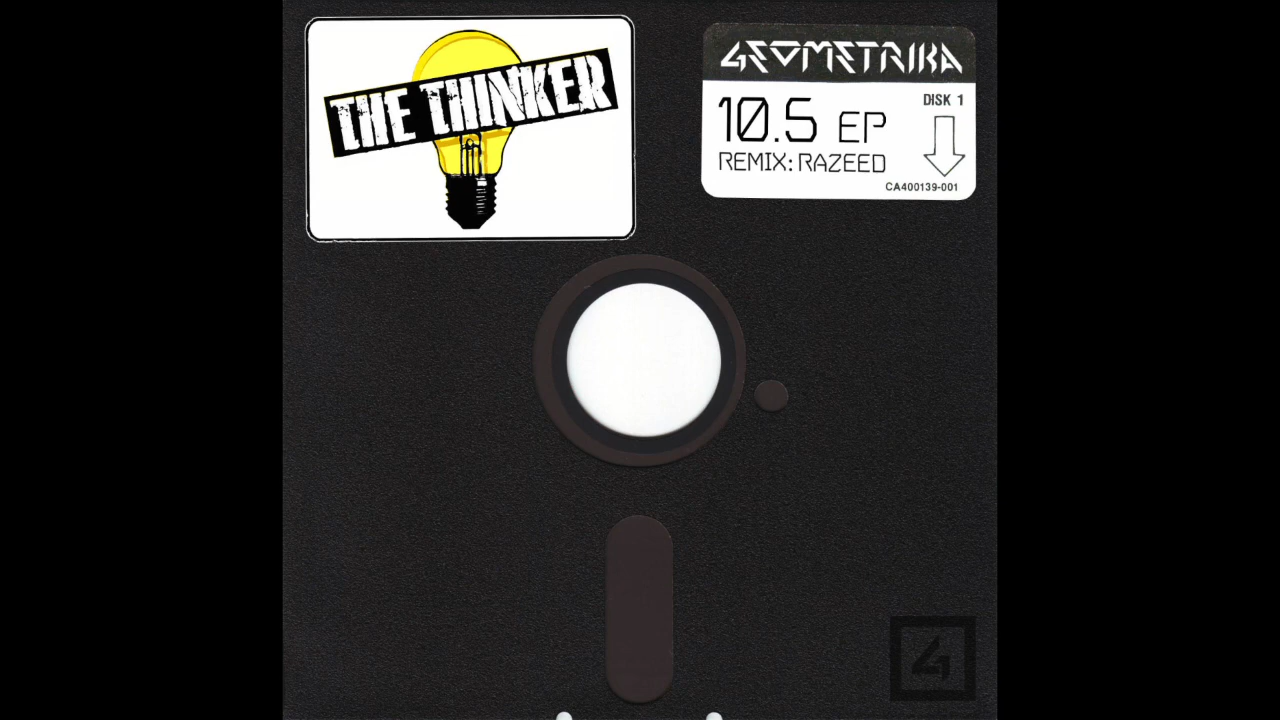 THE THINKER
GEOMETRIKA
10.5 EP
REMIX: RAZEED
DISK 1
CA400139-001